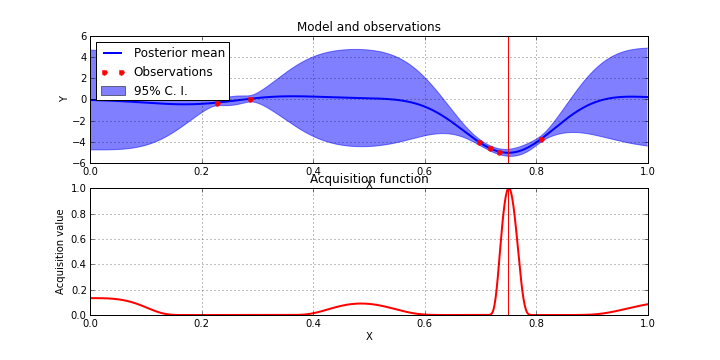 Model and observations
Posterior mean
Observations
95% C. I.
Y
6
4
2
0
−2
−4
−6
0.0 0.2 0.4 0.6 0.8 1.0
X
Acquisition function
Acquisition value
1.0
0.8
0.6
0.4
0.2
0.0
0.0 0.2 0.4 0.6 0.8 1.0
X